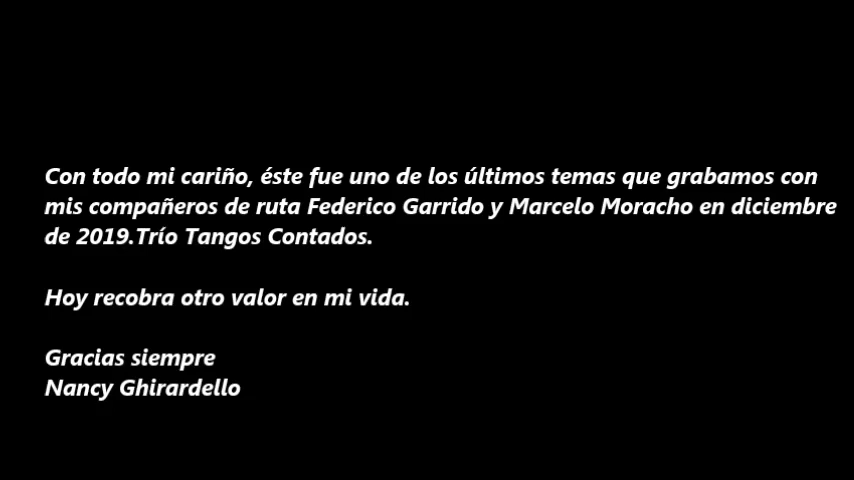 Con todo mi cariño, éste fue uno de los últimos temas que grabamos con
mis compañeros de ruta Federico Garrido y Marcelo Moracho en diciembre
de 2019.Trío Tangos Contados.
Hoy recobra otro valor en mi vida.
Gracias siempre
Nancy Ghirardello